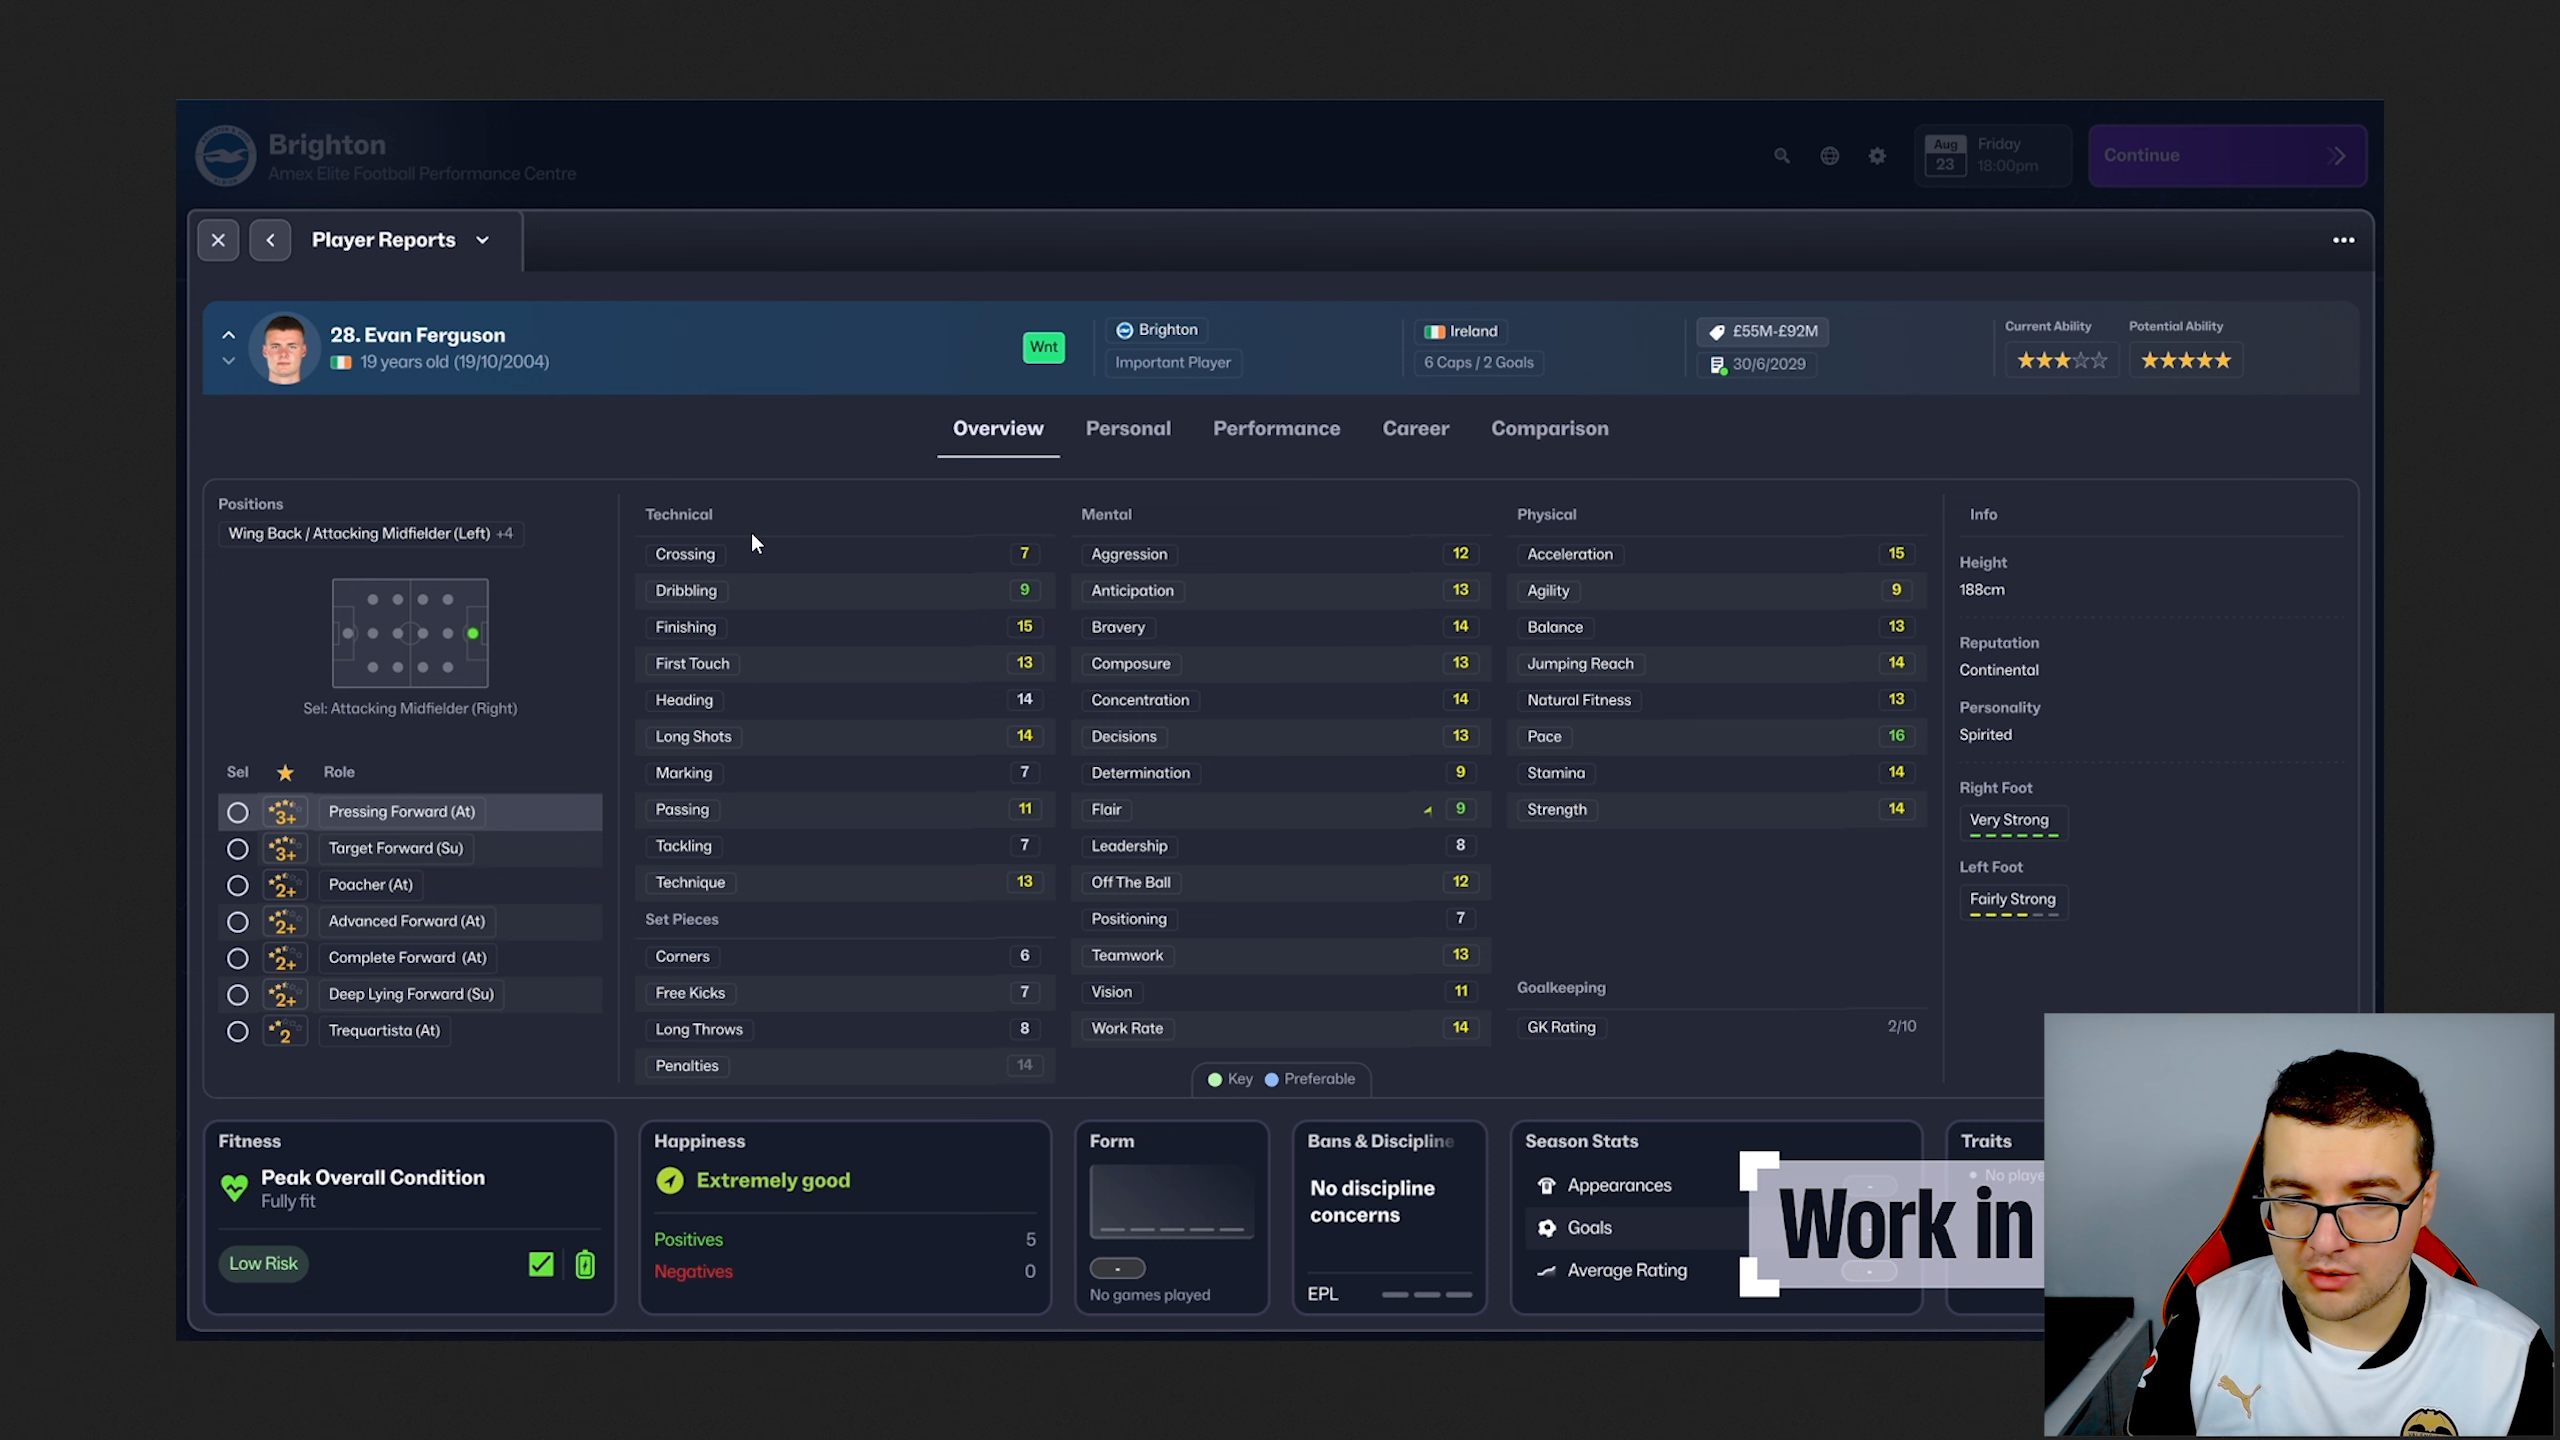 Brighton
Amex Elite Football Performance Centre
Aug
23
Friday
18:00pm
Continue
Player Reports
28. Evan Ferguson
19 years old (19/10/2004)
Wnt
Brighton
Important Player
Ireland
6 Caps / 2 Goals
£55M-£92M
30/6/2029
Current Ability
Potential Ability
Overview
Personal
Performance
Career
Comparison
Positions
Wing Back / Attacking Midfielder (Left) +4
Sel: Attacking Midfielder (Right)
Sel
Role
3+
Pressing Forward (At)
3+
Target Forward (Su)
2+
Poacher (At)
2+
Advanced Forward (At)
2+
Complete Forward (At)
2+
Deep Lying Forward (Su)
2
Trequartista (At)
Technical
Crossing 7
Dribbling 9
Finishing 15
First Touch 13
Heading 14
Long Shots 14
Marking 7
Passing 11
Tackling 7
Technique 13
Set Pieces
Corners 6
Free Kicks 7
Long Throws 8
Penalties 14
Mental
Aggression 12
Anticipation 13
Bravery 14
Composure 13
Concentration 14
Decisions 13
Determination 9
Flair 9
Leadership 8
Off The Ball 12
Positioning 7
Teamwork 13
Vision 11
Work Rate 14
Physical
Acceleration 15
Agility 9
Balance 13
Jumping Reach 14
Natural Fitness 13
Pace 16
Stamina 14
Strength 14
Goalkeeping
GK Rating 2/10
Key
Preferable
Info
Height
188cm
Reputation
Continental
Personality
Spirited
Right Foot
Very Strong
Left Foot
Fairly Strong
Fitness
Peak Overall Condition
Fully fit
Low Risk
Happiness
Extremely good
Positives 5
Negatives 0
Form
-
No games played
Bans & Discipline
No discipline
concerns
EPL
Season Stats
Appearances
Goals
Average Rating
Traits
No playe
Work in